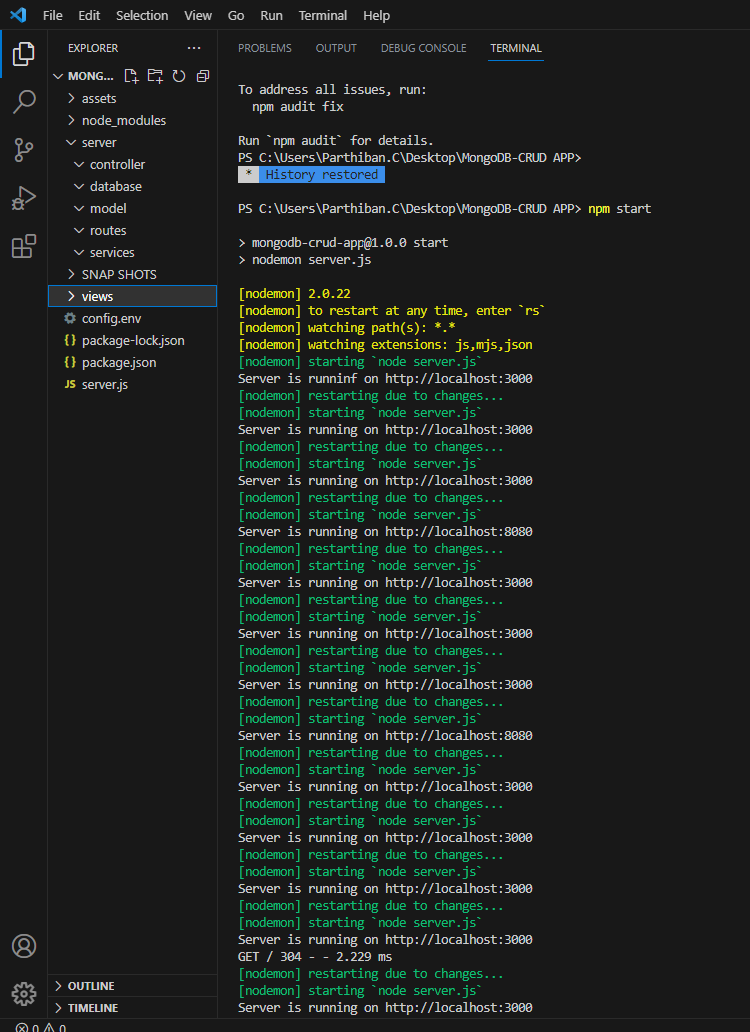 File Edit Selection View Go Run Terminal Help
EXPLORER
MONG...
assets
node_modules
server
controller
database
model
routes
services
SNAP SHOTS
views
config.env
{} package-lock.json
{} package.json
JS server.js
OUTLINE
TIMELINE
0 0
PROBLEMS OUTPUT DEBUG CONSOLE TERMINAL
To address all issues, run:
npm audit fix
Run `npm audit` for details.
PS C:\Users\Parthiban.C\Desktop\MongoDB-CRUD APP>
* History restored
PS C:\Users\Parthiban.C\Desktop\MongoDB-CRUD APP> npm start
> mongodb-crud-app@1.0.0 start
> nodemon server.js
[nodemon] 2.0.22
[nodemon] to restart at any time, enter `rs`
[nodemon] watching path(s): *.*
[nodemon] watching extensions: js,mjs,json
[nodemon] starting `node server.js`
Server is runninf on http://localhost:3000
[nodemon] restarting due to changes...
[nodemon] starting `node server.js`
Server is running on http://localhost:3000
[nodemon] restarting due to changes...
[nodemon] starting `node server.js`
Server is running on http://localhost:3000
[nodemon] restarting due to changes...
[nodemon] starting `node server.js`
Server is running on http://localhost:8080
[nodemon] restarting due to changes...
[nodemon] starting `node server.js`
Server is running on http://localhost:3000
[nodemon] restarting due to changes...
[nodemon] starting `node server.js`
Server is running on http://localhost:3000
[nodemon] restarting due to changes...
[nodemon] starting `node server.js`
Server is running on http://localhost:3000
[nodemon] restarting due to changes...
[nodemon] starting `node server.js`
Server is running on http://localhost:8080
[nodemon] restarting due to changes...
[nodemon] starting `node server.js`
Server is running on http://localhost:3000
[nodemon] restarting due to changes...
[nodemon] starting `node server.js`
Server is running on http://localhost:3000
[nodemon] restarting due to changes...
[nodemon] starting `node server.js`
Server is running on http://localhost:3000
[nodemon] restarting due to changes...
[nodemon] starting `node server.js`
Server is running on http://localhost:3000
GET / 304 - - 2.229 ms
[nodemon] restarting due to changes...
[nodemon] starting `node server.js`
Server is running on http://localhost:3000